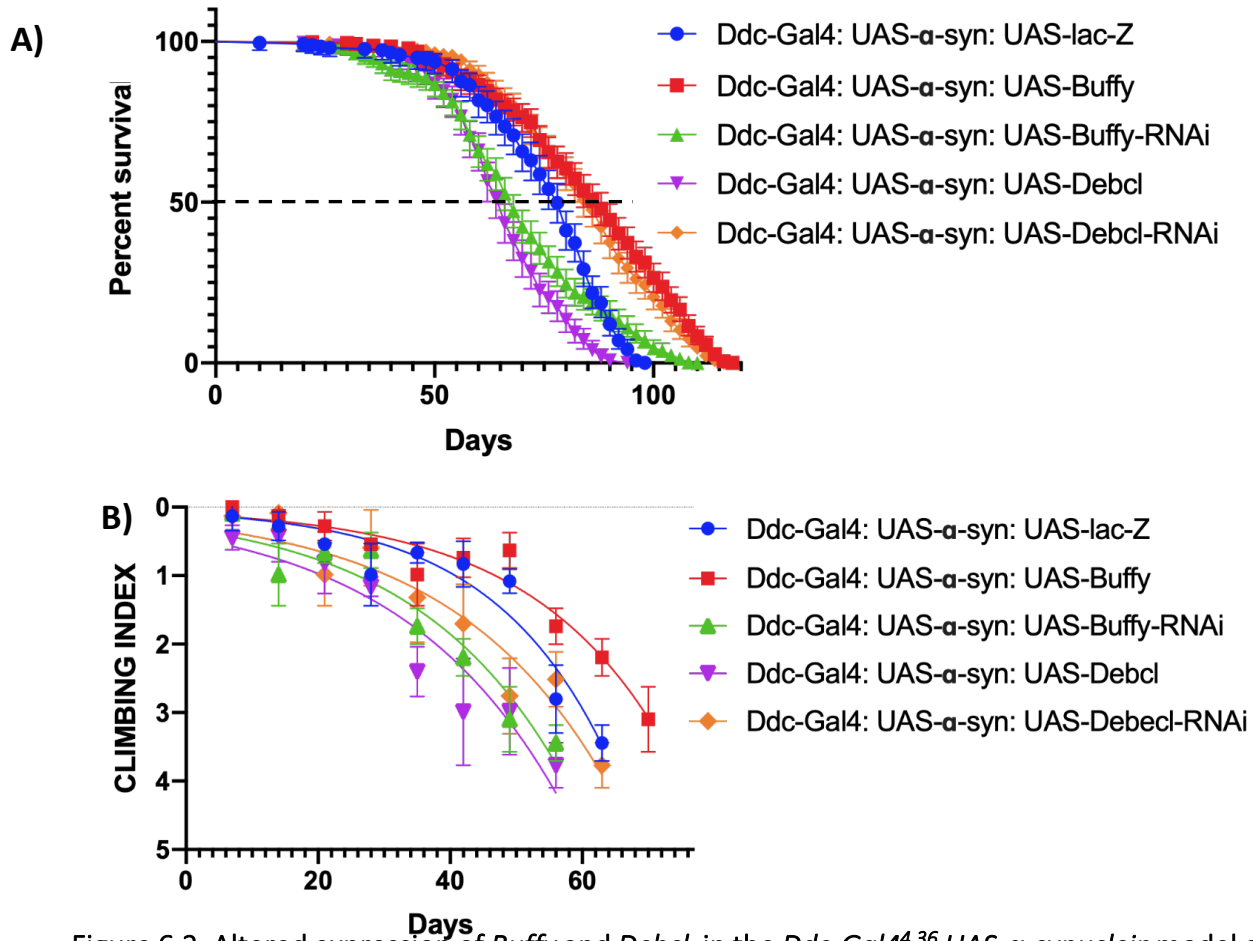 A)
Percent survival
100
50
0
0
50
100
Days
Ddc-Gal4: UAS-ɑ-syn: UAS-lac-Z
Ddc-Gal4: UAS-ɑ-syn: UAS-Buffy
Ddc-Gal4: UAS-ɑ-syn: UAS-Buffy-RNAi
Ddc-Gal4: UAS-ɑ-syn: UAS-Debcl
Ddc-Gal4: UAS-ɑ-syn: UAS-Debcl-RNAi
B)
CLIMBING INDEX
0
1
2
3
4
5
0
20
40
60
Days
Ddc-Gal4: UAS-ɑ-syn: UAS-lac-Z
Ddc-Gal4: UAS-ɑ-syn: UAS-Buffy
Ddc-Gal4: UAS-ɑ-syn: UAS-Buffy-RNAi
Ddc-Gal4: UAS-ɑ-syn: UAS-Debcl
Ddc-Gal4: UAS-ɑ-syn: UAS-Debecl-RNAi
Altered expression of Buffy and Debcl in the Ddc-Gal4 4.36 UAS-α-synuclein model